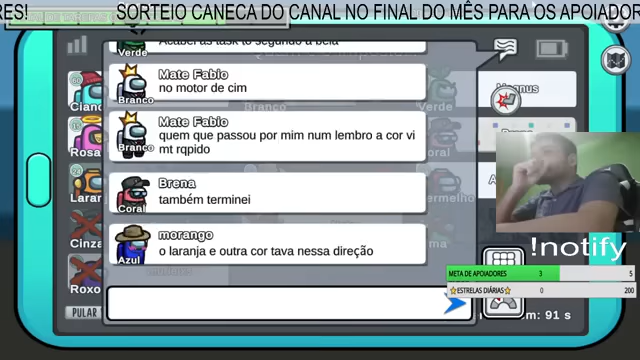 RES!
SORTEIO CANECA DO CANAL NO FINAL DO MÊS PARA OS APOIADOR
Verde
Mate Fabio
no motor de cim
Branco
Mate Fabio
quem que passou por mim num lembro a cor vi
mt rqpido
Branco
Brena
também terminei
Coral
morango
o laranja e outra cor tava nessa direção
Azul
Rosa
Cinza
Roxo
PULAR
!notify
META DE APOIADORES 3 5
⭐ESTRELAS DIÁRIAS⭐ 0 200
m: 91 s